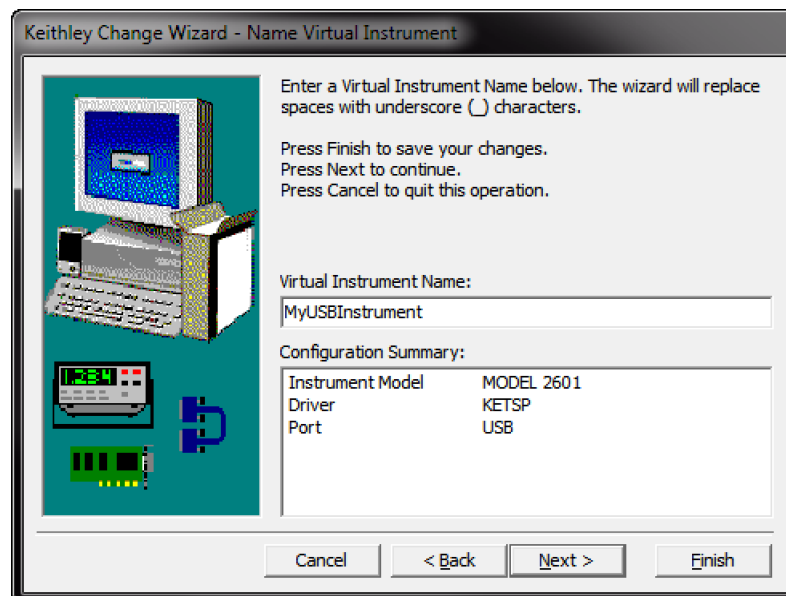 Keithley Change Wizard - Name Virtual Instrument
Enter a Virtual Instrument Name below. The wizard will replace
spaces with underscore (_) characters.
Press Finish to save your changes.
Press Next to continue.
Press Cancel to quit this operation.
Virtual Instrument Name:
MyUSBInstrument
Configuration Summary:
Instrument Model MODEL 2601
Driver KETSP
Port USB
1.234
Cancel < Back Next > Finish